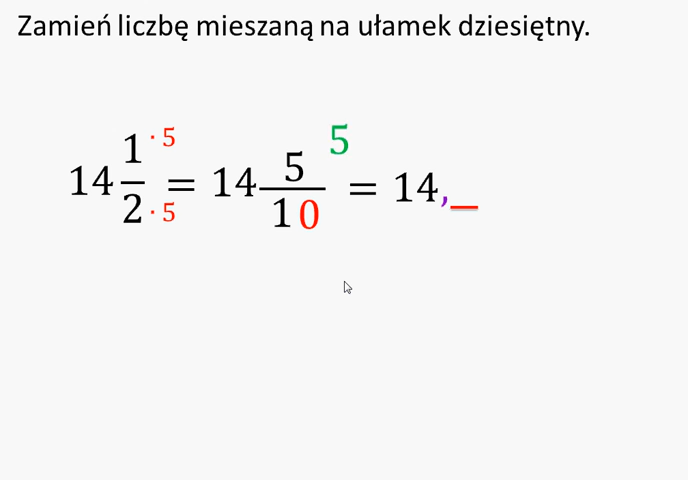 Zamień liczbę mieszaną na ułamek dziesiętny.
14 1/2 ·5/·5 = 14 5/10 5 = 14,_